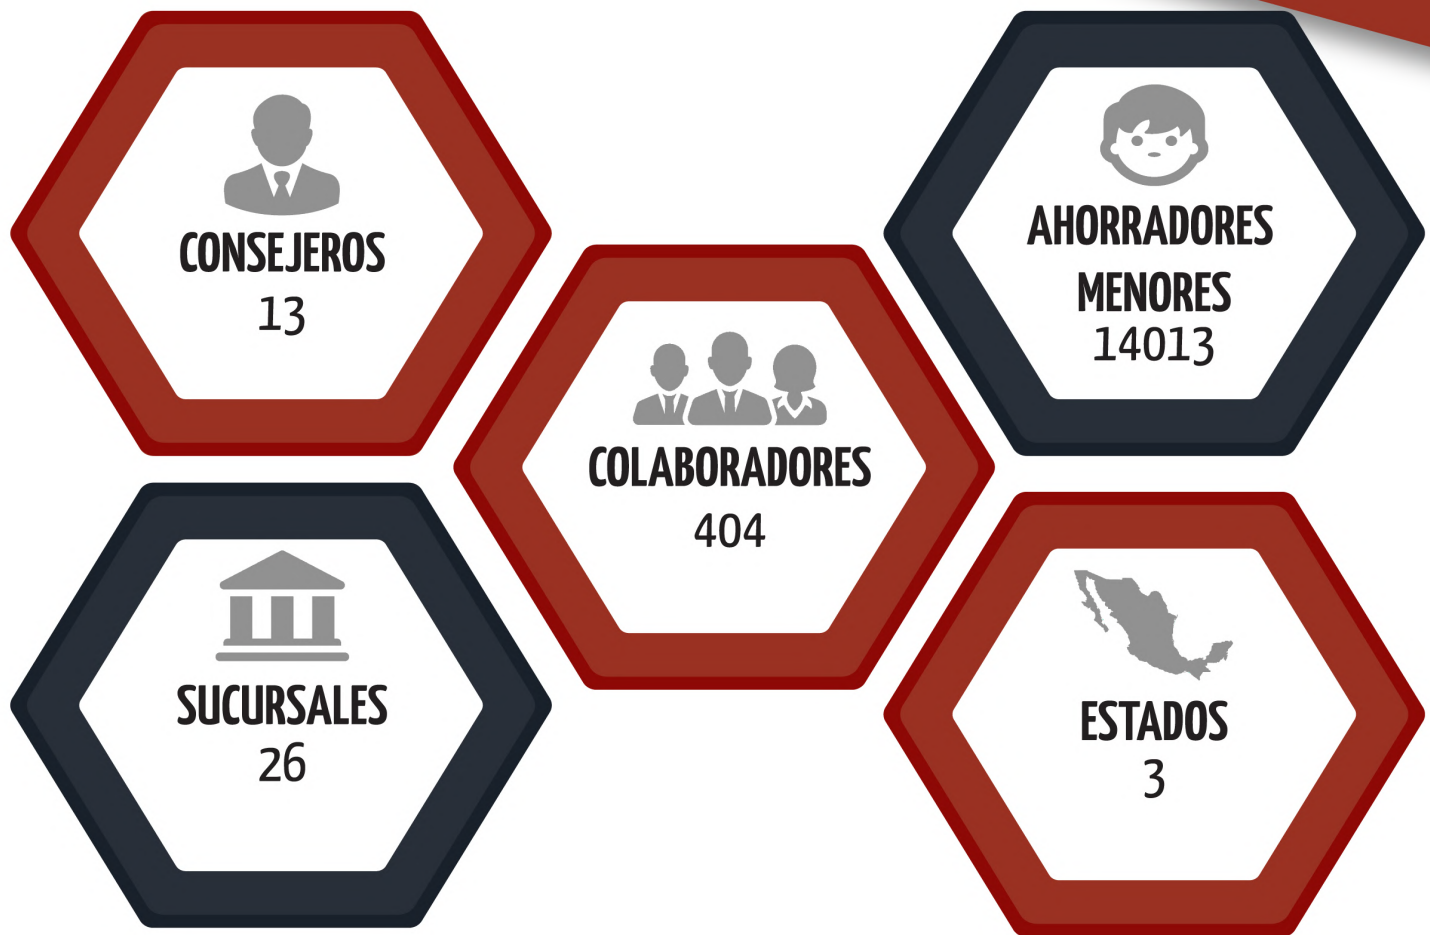 CONSEJEROS
13
AHORRADORES
MENORES
14013
COLABORADORES
404
SUCURSALES
26
ESTADOS
3